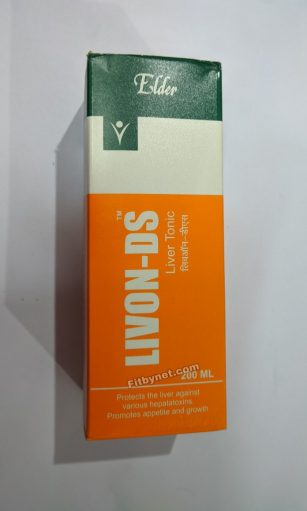 Elder
LIVON-DS™
Liver Tonic
लिवऑन-डीएस
Fitbynet.com
200 ML
Protects the liver against
various hepatatoxins.
Promotes appetite and growth